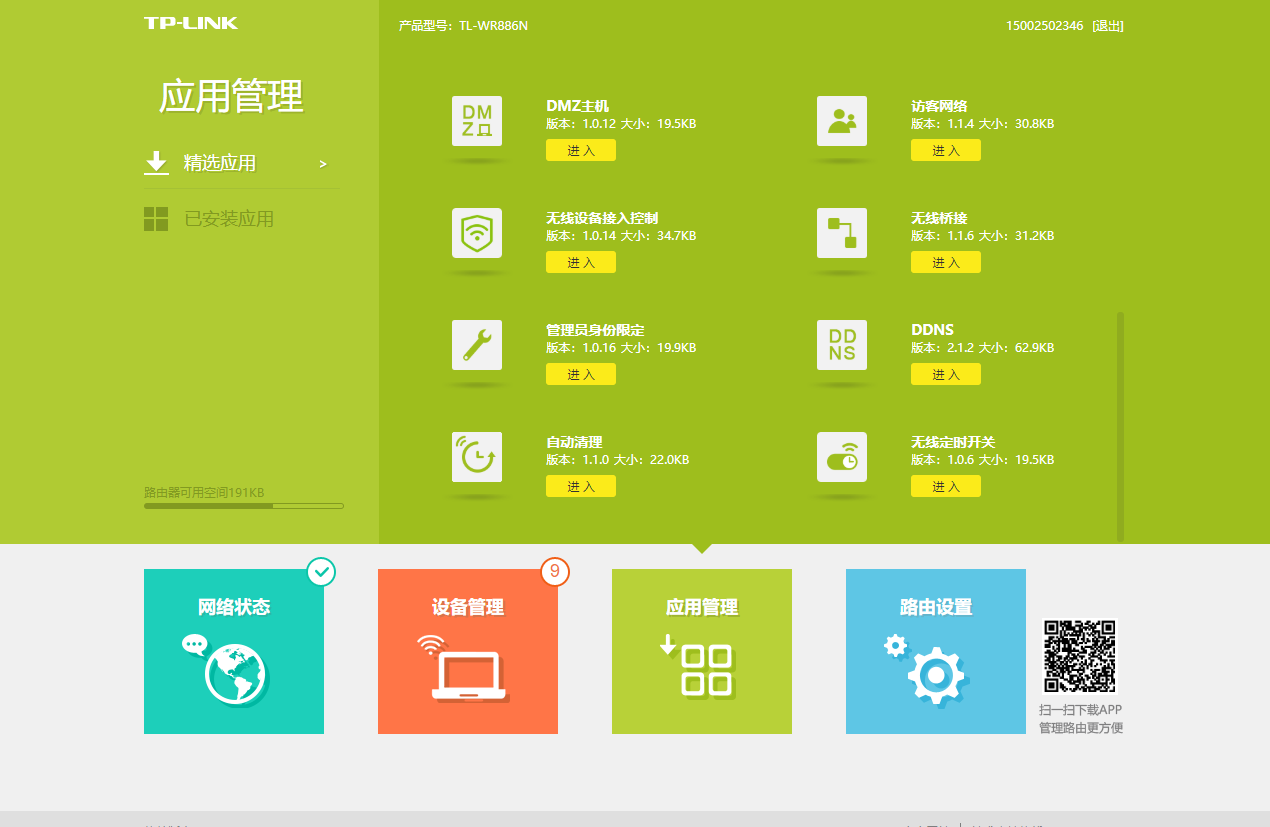 TP-LINK
产品型号：TL-WR886N
15002502346 [退出]
应用管理
精选应用 >
已安装应用
路由器可用空间191KB
DM
Z
DMZ主机
版本：1.0.12 大小：19.5KB
进 入
访客网络
版本：1.1.4 大小：30.8KB
进 入
无线设备接入控制
版本：1.0.14 大小：34.7KB
进 入
无线桥接
版本：1.1.6 大小：31.2KB
进 入
管理员身份限定
版本：1.0.16 大小：19.9KB
进 入
DD
NS
DDNS
版本：2.1.2 大小：62.9KB
进 入
自动清理
版本：1.1.0 大小：22.0KB
进 入
无线定时开关
版本：1.0.6 大小：19.5KB
进 入
网络状态
9
设备管理
应用管理
路由设置
扫一扫下载APP
管理路由更方便